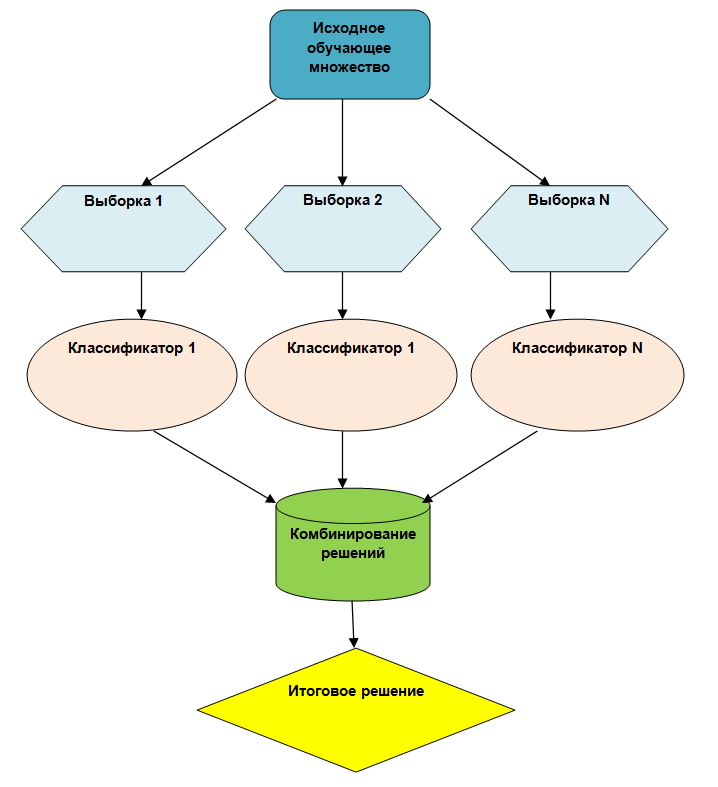 Исходное
обучающее
множество
Выборка 1
Выборка 2
Выборка N
Классификатор 1
Классификатор 1
Классификатор N
Комбинирование
решений
Итоговое решение